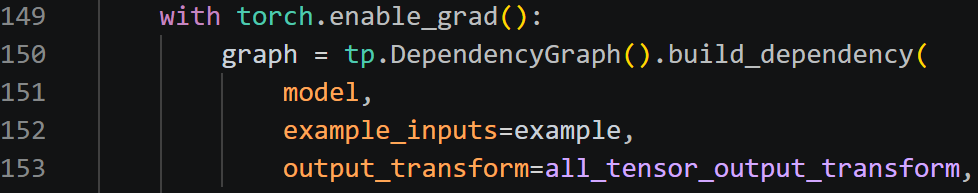 149 with torch.enable_grad():
150 graph = tp.DependencyGraph().build_dependency(
151 model,
152 example_inputs=example,
153 output_transform=all_tensor_output_transform,